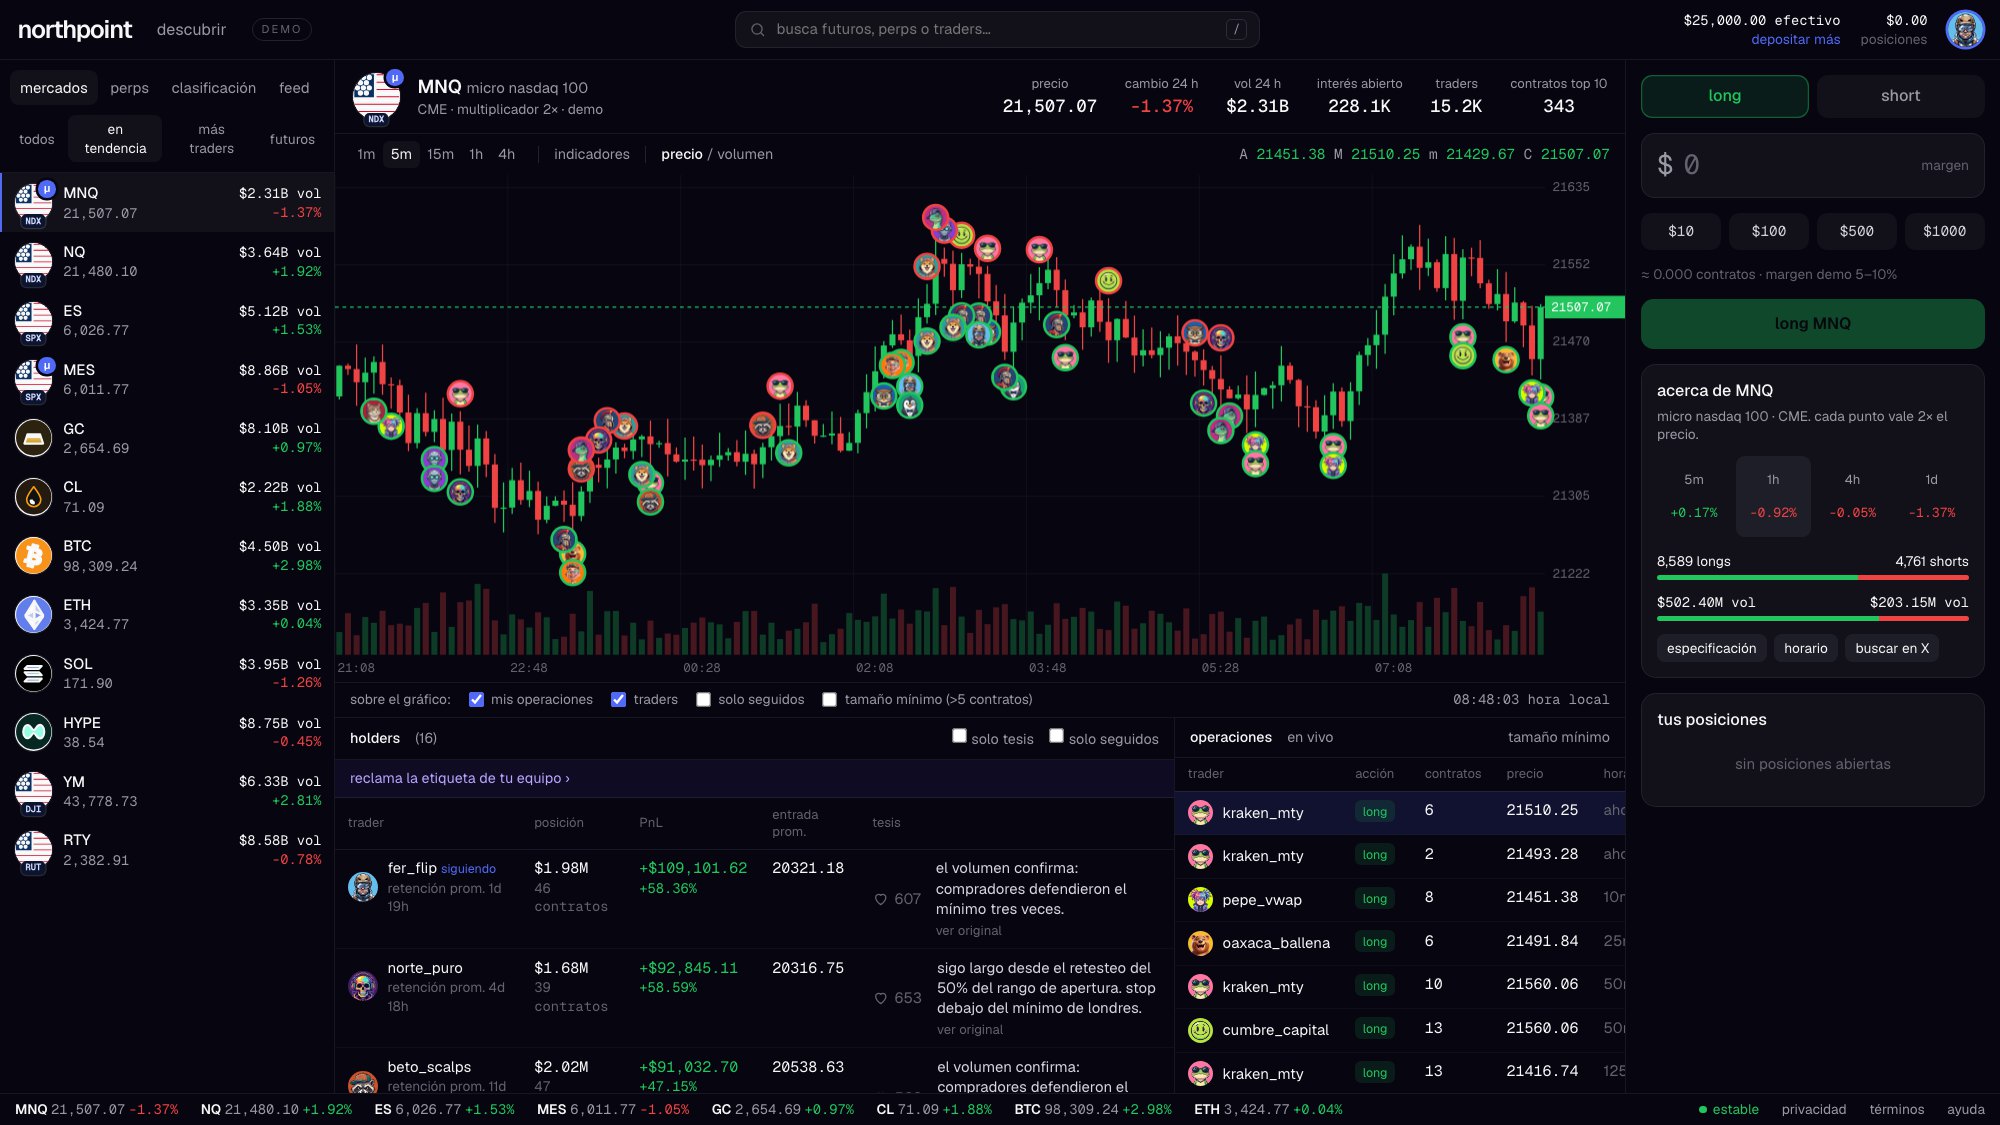 northpoint descubrir DEMO
busca futuros, perps o traders... /
$25,000.00 efectivo $0.00
depositar más posiciones
mercados perps clasificación feed
todos en tendencia más traders futuros
MNQ $2.31B vol
21,507.07 -1.37%
NQ $3.64B vol
21,480.10 +1.92%
ES $5.12B vol
6,026.77 +1.53%
MES $8.86B vol
6,011.77 -1.05%
GC $8.10B vol
2,654.69 +0.97%
CL $2.22B vol
71.09 +1.88%
BTC $4.50B vol
98,309.24 +2.98%
ETH $3.35B vol
3,424.77 +0.04%
SOL $3.95B vol
171.90 -1.26%
HYPE $8.75B vol
38.54 -0.45%
YM $6.33B vol
43,778.73 +2.81%
RTY $8.58B vol
2,382.91 -0.78%
µ
NDX
NDX
SPX
µ
SPX
DJI
RUT
µ
NDX
MNQ micro nasdaq 100
CME · multiplicador 2× · demo
precio cambio 24 h vol 24 h interés abierto traders contratos top 10
21,507.07 -1.37% $2.31B 228.1K 15.2K 343
1m 5m 15m 1h 4h indicadores precio / volumen
A 21451.38 M 21510.25 m 21429.67 C 21507.07
21635
21552
21507.07
21470
21387
21305
21222
21:08 22:48 00:28 02:08 03:48 05:28 07:08
sobre el gráfico: mis operaciones traders solo seguidos tamaño mínimo (>5 contratos) 08:48:03 hora local
holders (16) solo tesis solo seguidos
reclama la etiqueta de tu equipo ›
trader posición PnL entrada prom. tesis
fer_flip siguiendo
retención prom. 1d 19h
$1.98M
46 contratos
+$109,101.62
+58.36%
20321.18
607
el volumen confirma:
compradores defendieron el
mínimo tres veces.
ver original
norte_puro
retención prom. 4d 18h
$1.68M
39 contratos
+$92,845.11
+58.59%
20316.75
653
sigo largo desde el retesteo del
50% del rango de apertura. stop
debajo del mínimo de londres.
ver original
beto_scalps
retención prom. 11d
$2.02M
47
+$91,032.70
+47.15%
20538.63
el volumen confirma:
compradores defendieron el
operaciones en vivo tamaño mínimo
trader acción contratos precio
kraken_mty long 6 21510.25
kraken_mty long 2 21493.28
pepe_vwap long 8 21451.38
oaxaca_ballena long 6 21491.84
kraken_mty long 10 21560.06
cumbre_capital long 13 21560.06
kraken_mty long 13 21416.74
long short
$ 0 margen
$10 $100 $500 $1000
≈ 0.000 contratos · margen demo 5–10%
long MNQ
acerca de MNQ
micro nasdaq 100 · CME. cada punto vale 2× el
precio.
5m 1h 4h 1d
+0.17% -0.92% -0.05% -1.37%
8,589 longs 4,761 shorts
$502.40M vol $203.15M vol
especificación horario buscar en X
tus posiciones
sin posiciones abiertas
MNQ 21,507.07 -1.37% NQ 21,480.10 +1.92% ES 6,026.77 +1.53% MES 6,011.77 -1.05% GC 2,654.69 +0.97% CL 71.09 +1.88% BTC 98,309.24 +2.98% ETH 3,424.77 +0.04%
estable privacidad términos ayuda